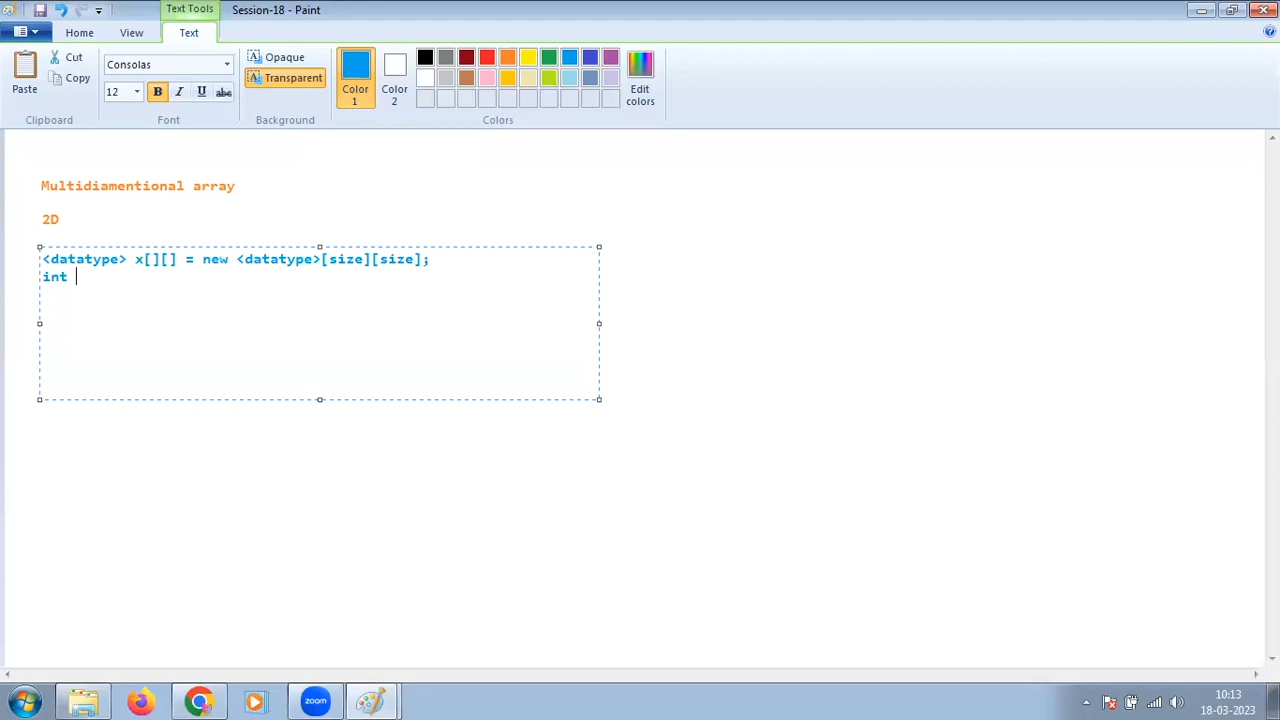 Text Tools
Session-18 - Paint
Home View Text
Paste
Cut
Copy
Clipboard
Consolas
12 B I U abc
Font
Opaque
Transparent
Background
Color 1
Color 2
Edit colors
Colors
Multidiamentional array
2D
<datatype> x[][] = new <datatype>[size][size];
int
zoom
10:13
18-03-2023